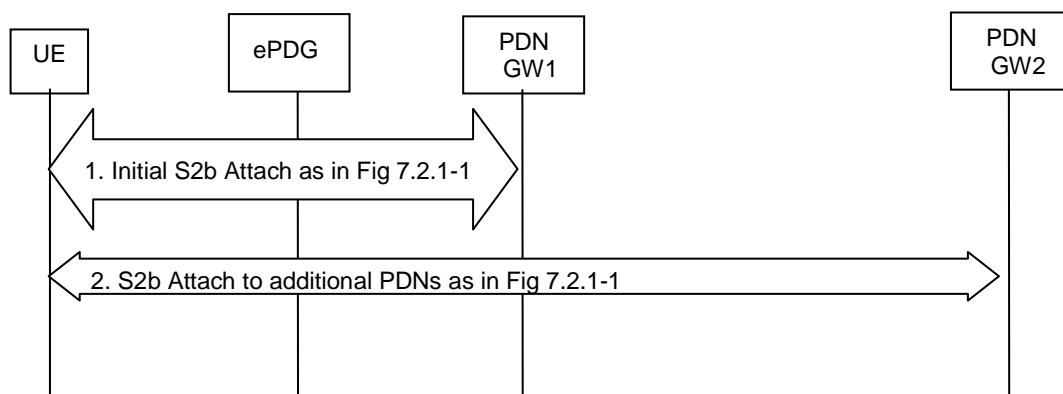 UE
ePDG
PDN
GW1
PDN
GW2
1. Initial S2b Attach as in Fig 7.2.1-1
2. S2b Attach to additional PDNs as in Fig 7.2.1-1